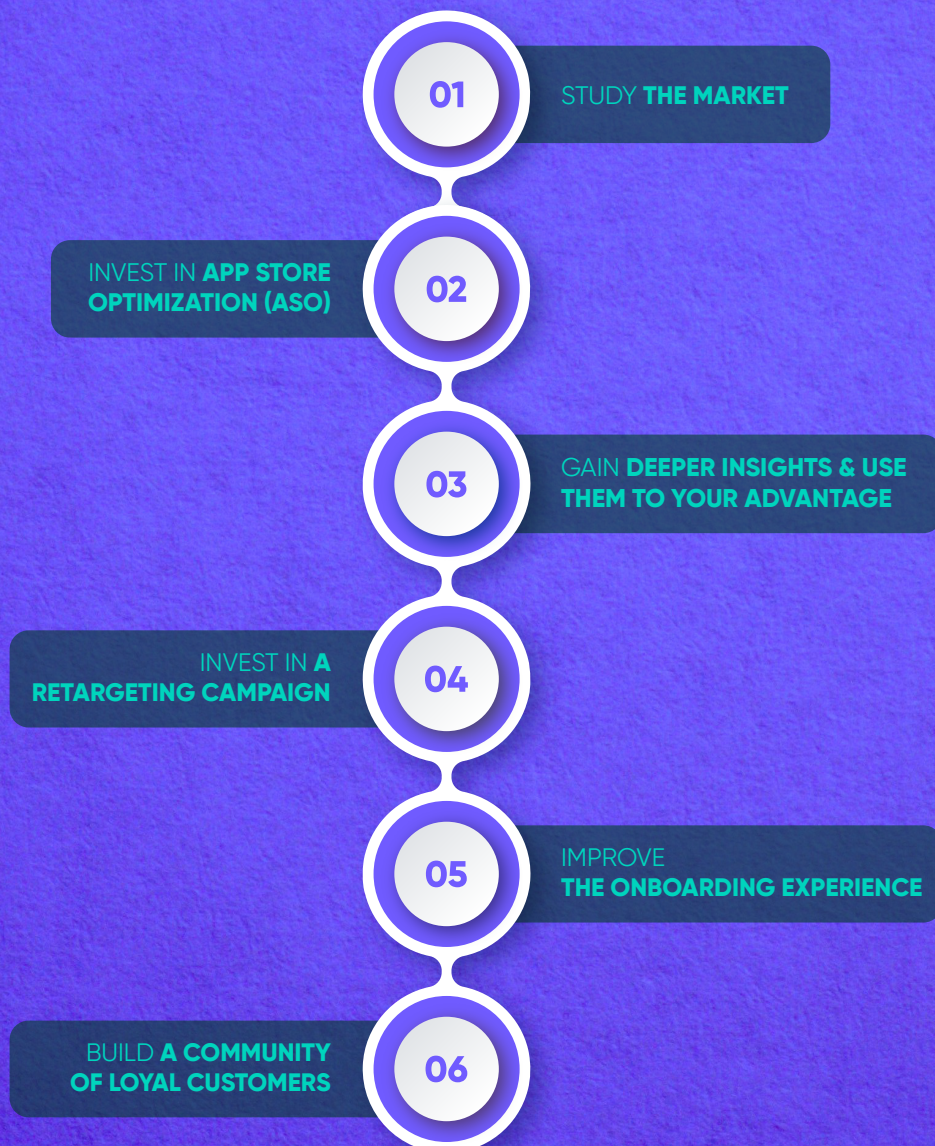 01
STUDY THE MARKET
INVEST IN APP STORE
OPTIMIZATION (ASO)
02
03
GAIN DEEPER INSIGHTS & USE
THEM TO YOUR ADVANTAGE
INVEST IN A
RETARGETING CAMPAIGN
04
05
IMPROVE
THE ONBOARDING EXPERIENCE
BUILD A COMMUNITY
OF LOYAL CUSTOMERS
06